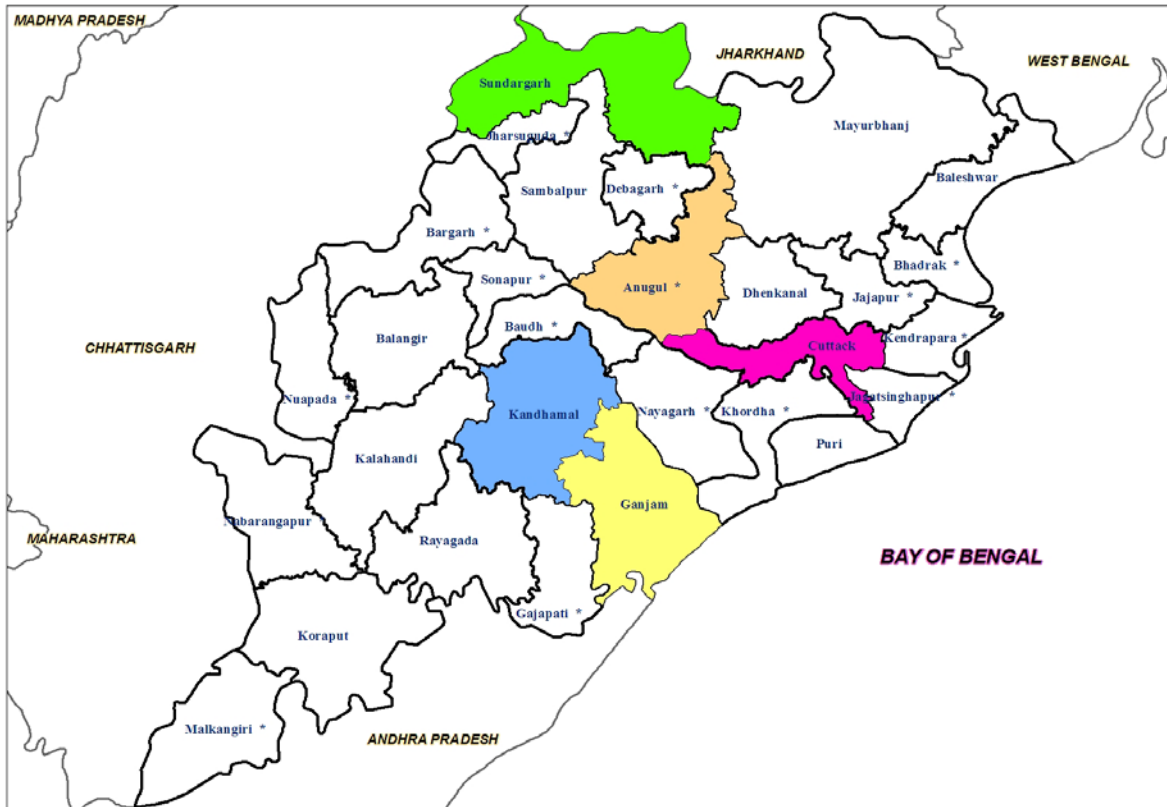 MADHYA PRADESH
JHARKHAND
WEST BENGAL
Sundargarh
Mayurbhanj
Jharsuguda *
Sambalpur
Debagarh *
Baleshwar
Bargarh *
Bhadrak *
Sonapur *
Anugul *
Dhenkanal
Jajapur *
Baudh *
Balangir
Cuttack
Kendrapara *
CHHATTISGARH
Nuapada *
Kandhamal
Nayagarh *
Khordha *
Jagatsinghapur *
Puri
Kalahandi
Ganjam
Nabarangapur *
MAHARASHTRA
Rayagada
BAY OF BENGAL
Gajapati *
Koraput
Malkangiri *
ANDHRA PRADESH